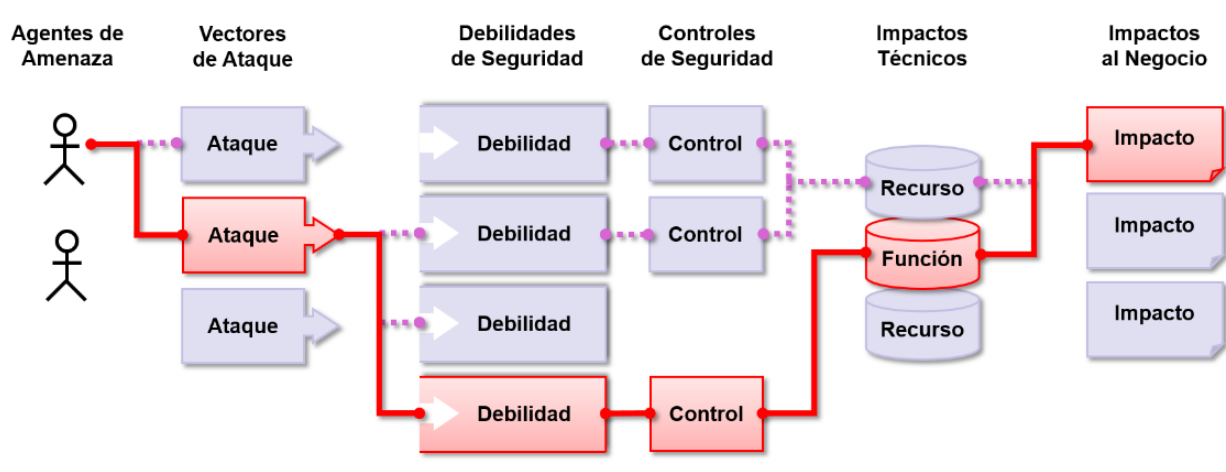 Agentes de
Amenaza
Vectores
de Ataque
Debilidades
de Seguridad
Controles
de Seguridad
Impactos
Técnicos
Impactos
al Negocio
Ataque
Debilidad
Control
Impacto
Recurso
Ataque
Debilidad
Control
Impacto
Función
Ataque
Debilidad
Recurso
Impacto
Debilidad
Control